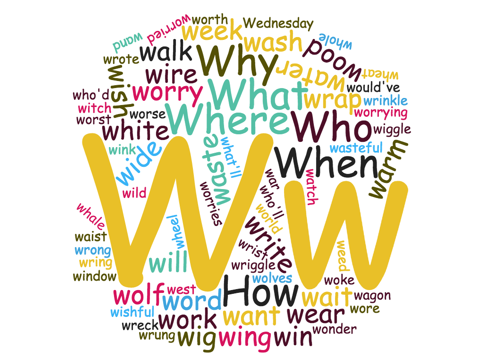 worth
Wednesday
worried
week
whole
wand
wash
wrote
walk
Why
wood
wheat
wire
water
wish
would've
who'd
worry
What
wrap
wrinkle
witch
worst
worse
Where
worrying
white
Who
wiggle
wink
wide
what'll
wasteful
waste
When
warm
wild
worries
war
who'll
watch
whale
Ww
world
waist
wheel
write
wrong
wring
will
wrist
weed
window
wriggle
wolves
woke
wolf
west
How
wait
wagon
wishful
word
want
wear
wore
wreck
work
wonder
wrung
wig
wing
win